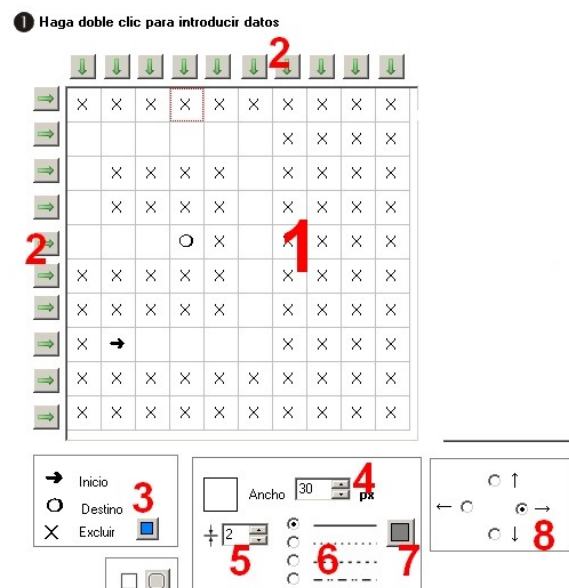 1 Haga doble clic para introducir datos
2
X X X X X X X X X X
X X X X
X X X X X X X X
X X X X X X X X
2 O X 1 X X X X
X X X X X X X X X
X X X X X X X X X
X ➔ X X X X
X X X X X X X X X X
X X X X X X X X X X
➔ Inicio
O Destino 3
X Excluir
Ancho 30 px 4
2
5 6 7
← ↑ → ↓
8